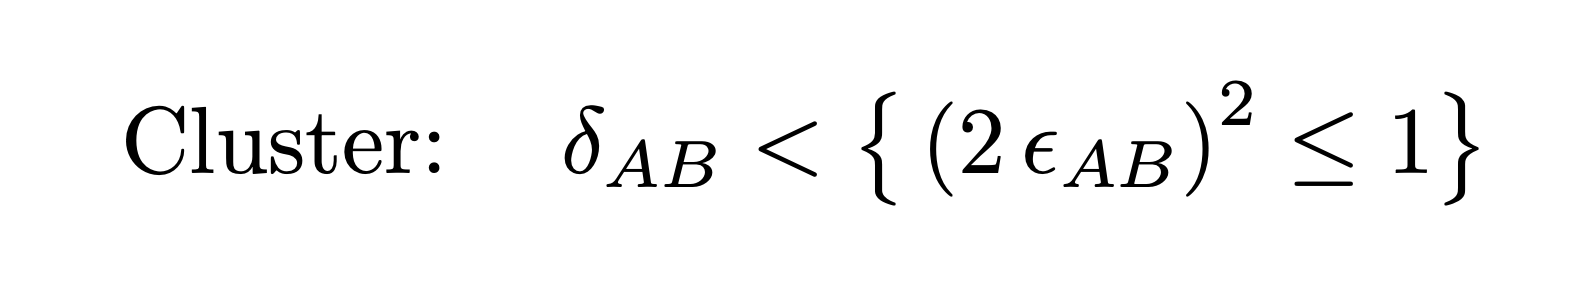 Cluster: δ_{AB} < { (2 ϵ_{AB})^2 ≤ 1}